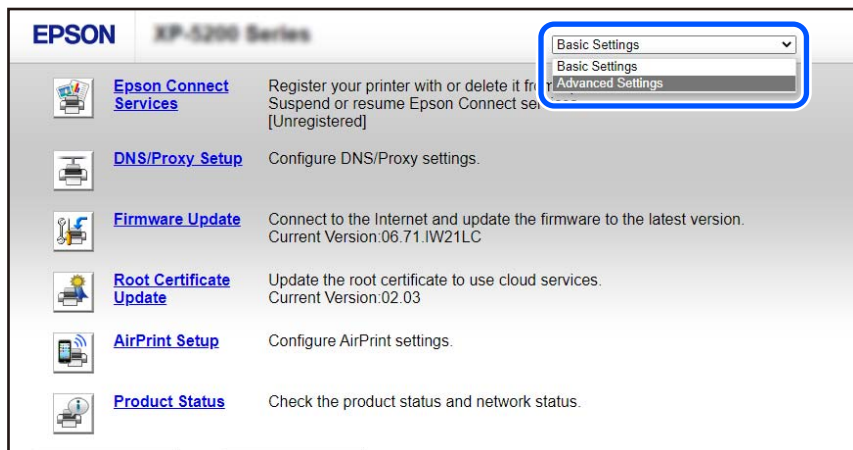 EPSON XP-5200 Series
Basic Settings
Basic Settings
Advanced Settings
Epson Connect Services
Register your printer with or delete it from
Suspend or resume Epson Connect
[Unregistered]
DNS/Proxy Setup
Configure DNS/Proxy settings.
Firmware Update
Connect to the Internet and update the firmware to the latest version.
Current Version:06.71.IW21LC
Root Certificate
Update
Update the root certificate to use cloud services.
Current Version:02.03
AirPrint Setup
Configure AirPrint settings.
Product Status
Check the product status and network status.